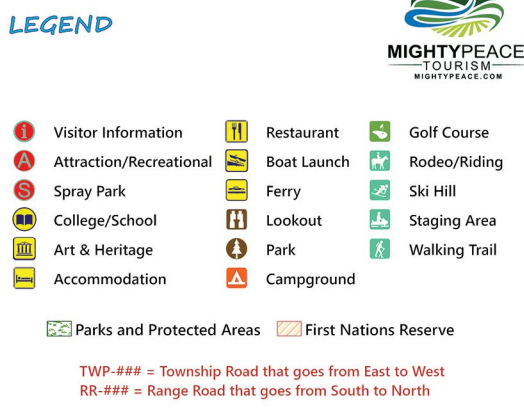 LEGEND
MIGHTYPEACE
TOURISM
MIGHTYPEACE.COM
i Visitor Information
A Attraction/Recreational
S Spray Park
College/School
Art & Heritage
Accommodation
Restaurant
Boat Launch
Ferry
Lookout
Park
Campground
Golf Course
Rodeo/Riding
Ski Hill
Staging Area
Walking Trail
Parks and Protected Areas
First Nations Reserve
TWP-### = Township Road that goes from East to West
RR-### = Range Road that goes from South to North